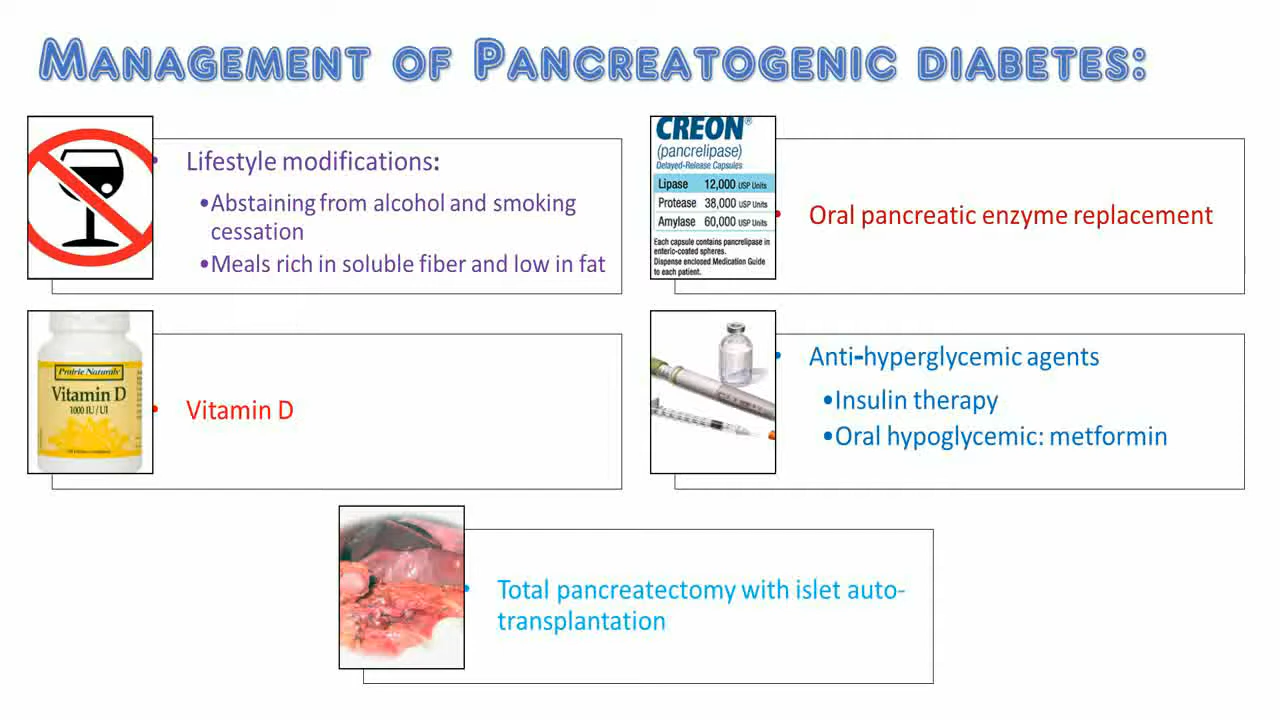 Management of Pancreatogenic diabetes:
• Lifestyle modifications:
•Abstaining from alcohol and smoking
cessation
•Meals rich in soluble fiber and low in fat
CREON®
(pancrelipase)
Delayed-Release Capsules
Lipase 12,000 USP Units
Protease 38,000 USP Units
Amylase 60,000 USP Units
Each capsule contains pancrelipase in
enteric-coated spheres.
Dispense enclosed Medication Guide
to each patient.
• Oral pancreatic enzyme replacement
Prairie Naturals
Vitamin D
1000 IU/UI
• Vitamin D
• Anti-hyperglycemic agents
•Insulin therapy
•Oral hypoglycemic: metformin
• Total pancreatectomy with islet auto-
transplantation